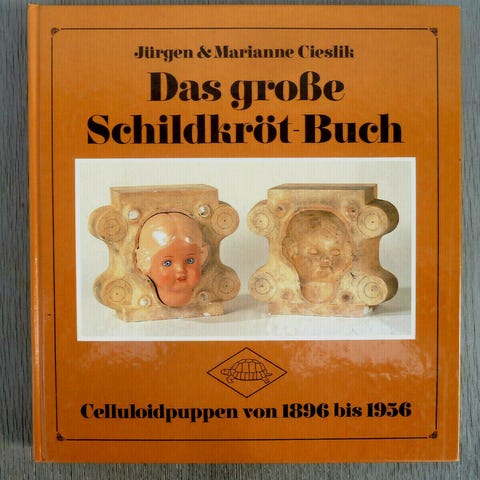 Jürgen & Marianne Cieslik
Das große
Schildkröt-Buch
Celluloidpuppen von 1896 bis 1956